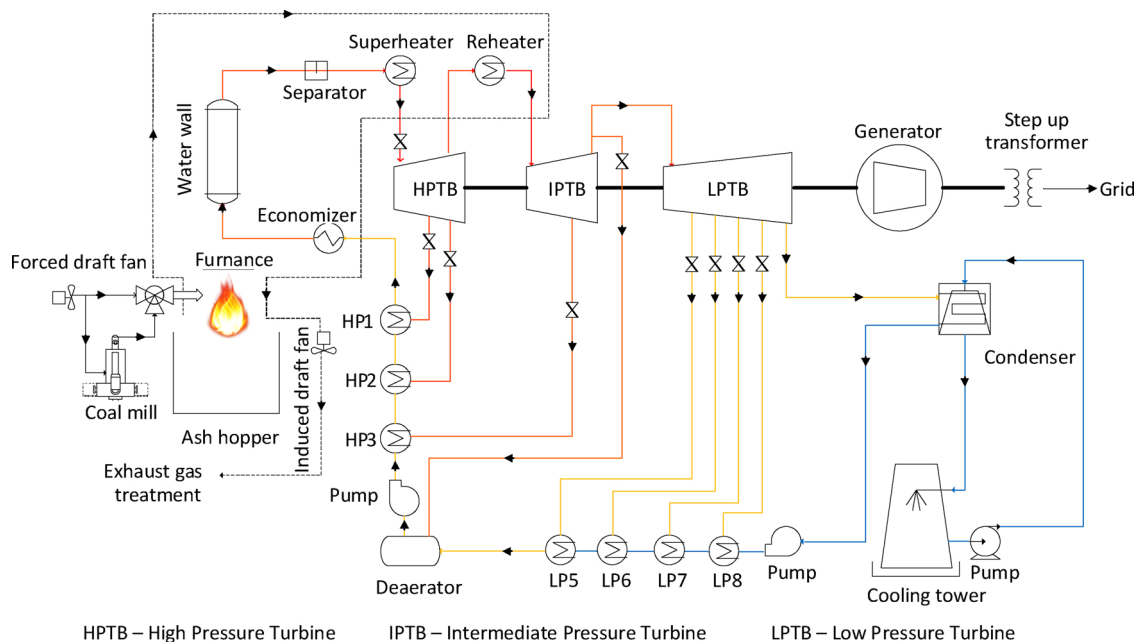 Superheater
Reheater
Separator
Water wall
Generator
Step up
transformer
HPTB
IPTB
LPTB
Grid
Economizer
Forced draft fan
Furnance
HP1
Condenser
Induced draft fan
HP2
Coal mill
Ash hopper
HP3
Exhaust gas
treatment
Pump
Deaerator
LP5
LP6
LP7
LP8
Pump
Pump
Cooling tower
HPTB – High Pressure Turbine
IPTB – Intermediate Pressure Turbine
LPTB – Low Pressure Turbine